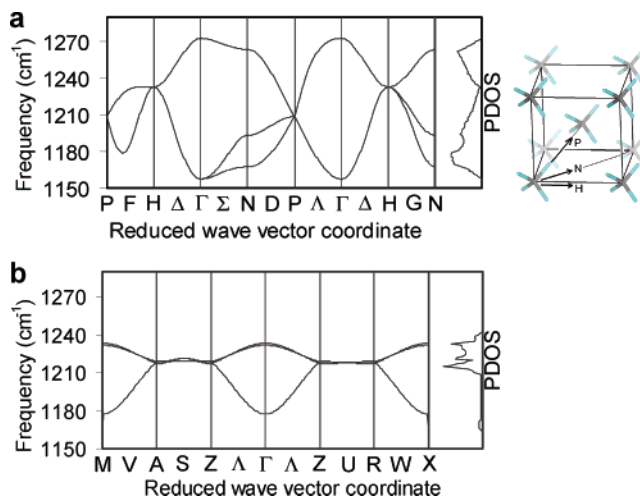 a
Frequency (cm⁻¹)
1270
1240
1210
1180
1150
P F H Δ Γ Σ N D P Λ Γ Δ H G N
Reduced wave vector coordinate
PDOS
P
N
H
b
Frequency (cm⁻¹)
1270
1240
1210
1180
1150
M V A S Z Λ Γ Λ Z U R W X
Reduced wave vector coordinate
PDOS